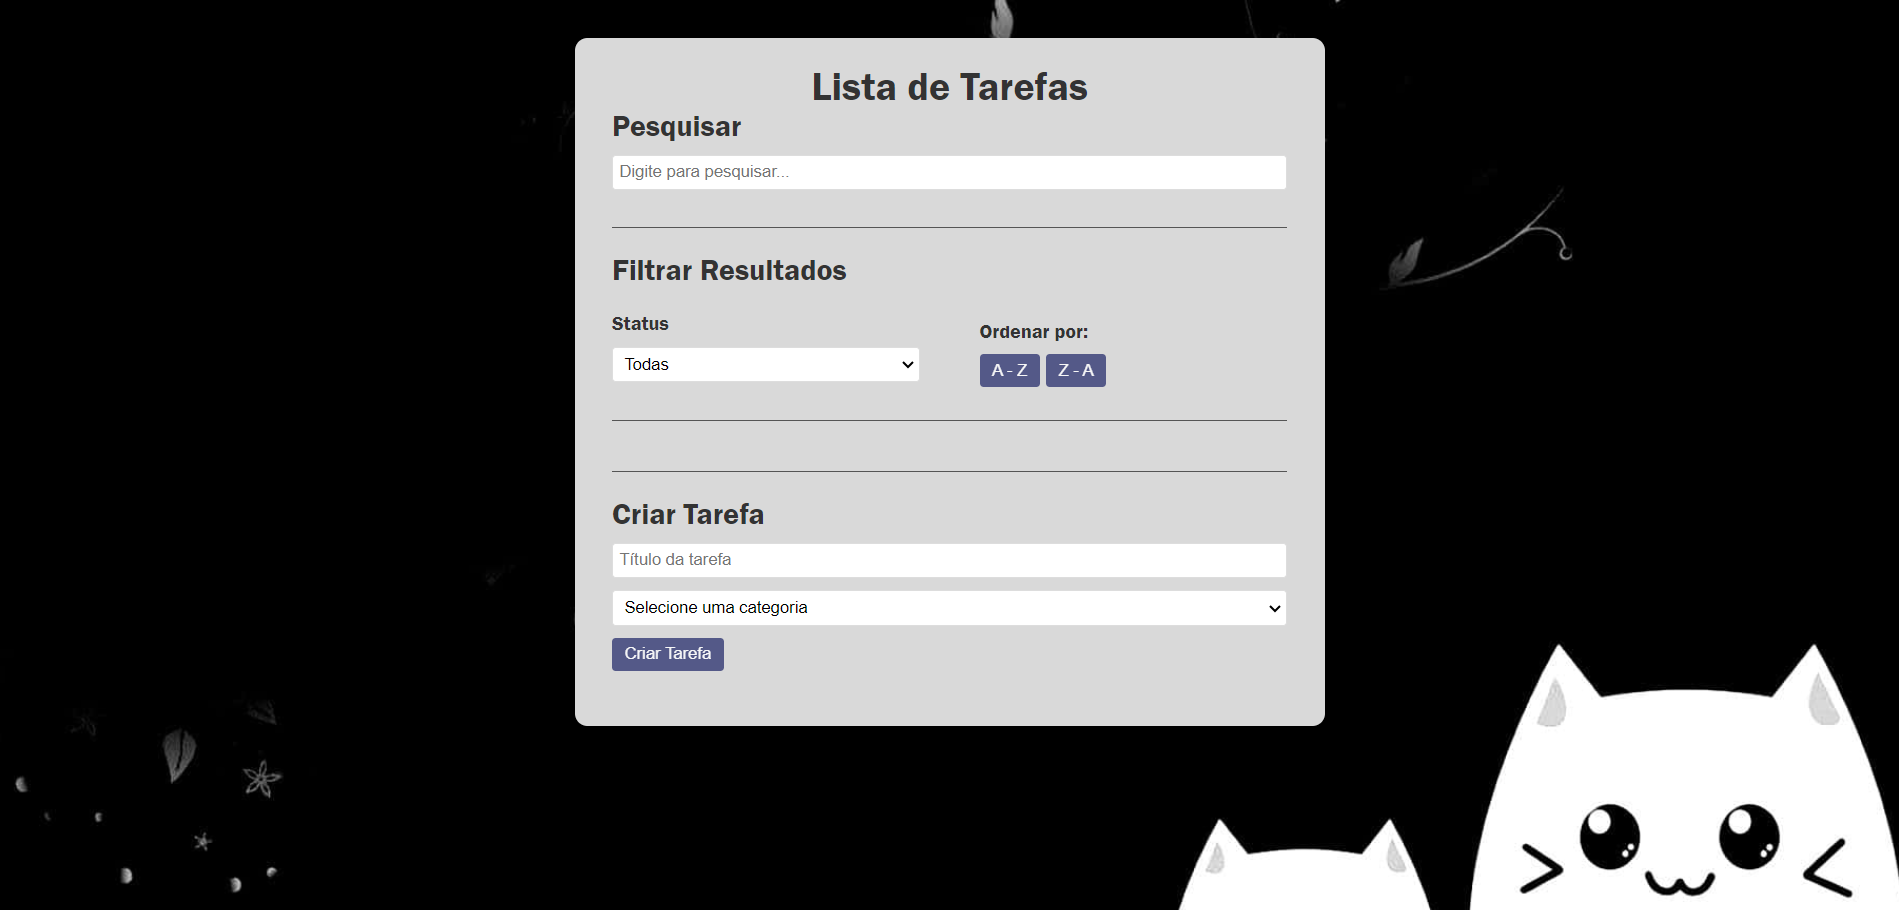 Lista de Tarefas
Pesquisar
Digite para pesquisar...
Filtrar Resultados
Status
Todas
Ordenar por:
A - Z Z - A
Criar Tarefa
Título da tarefa
Selecione uma categoria
Criar Tarefa